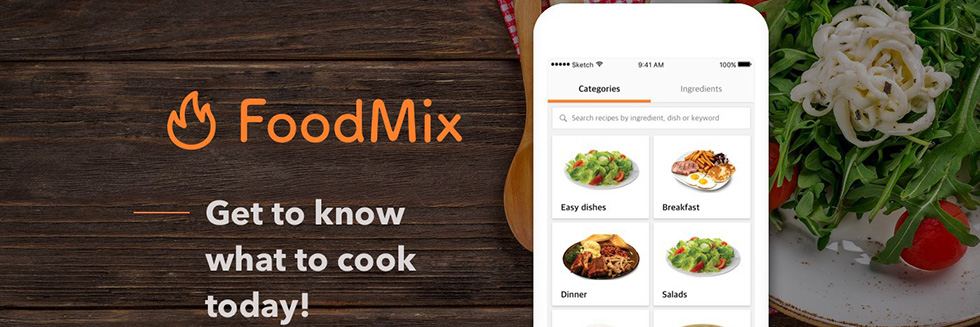 FoodMix
Get to know
what to cook
today!
●●●●● Sketch 9:41 AM 100%
Categories Ingredients
Search recipes by ingredient, dish or keyword
Easy dishes Breakfast
Dinner Salads